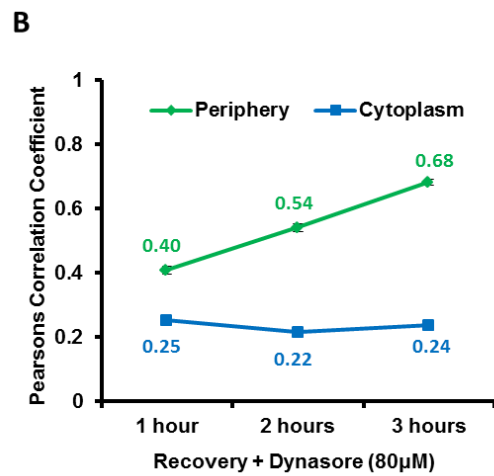 B
Pearsons Correlation Coefficient
1
0.8
0.6
0.4
0.2
0
Periphery
Cytoplasm
0.40
0.54
0.68
0.25
0.22
0.24
1 hour
2 hours
3 hours
Recovery + Dynasore (80μM)